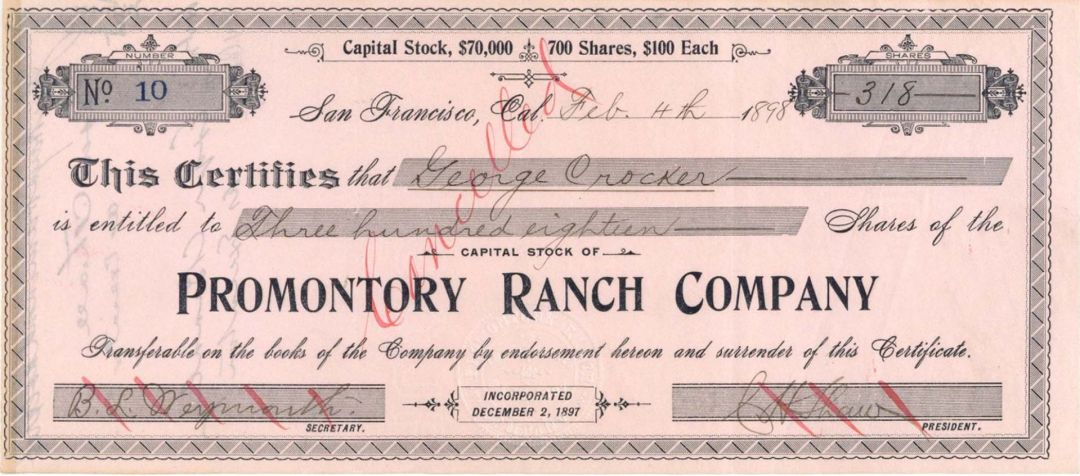 Capital Stock, $70,000 700 Shares, $100 Each
NUMBER
No 10
SHARES
318
San Francisco, Cal. Feb. 4th 1898
This Certifies that George Crocker
is entitled to Three hundred eighteen Shares of the
CAPITAL STOCK OF
PROMONTORY RANCH COMPANY
Transferable on the books of the Company by endorsement hereon and surrender of this Certificate.
Cancelled
B. L. Weymouth.
SECRETARY.
INCORPORATED
DECEMBER 2, 1897
C H Shaw
PRESIDENT.